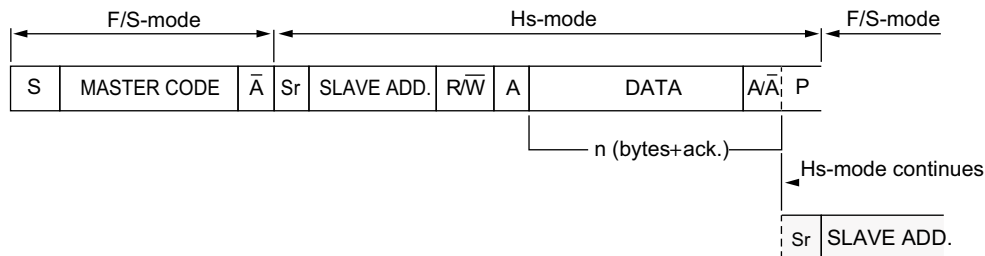 F/S-mode Hs-mode F/S-mode
S MASTER CODE A̅ Sr SLAVE ADD. R/W̅ A DATA A/A̅ P
n (bytes+ack.)
Hs-mode continues
Sr SLAVE ADD.